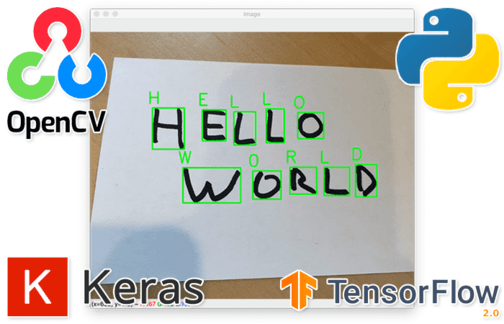 Image
OpenCV
H E L L O
HELLO
W O R L D
WORLD
K Keras
TensorFlow
2.0